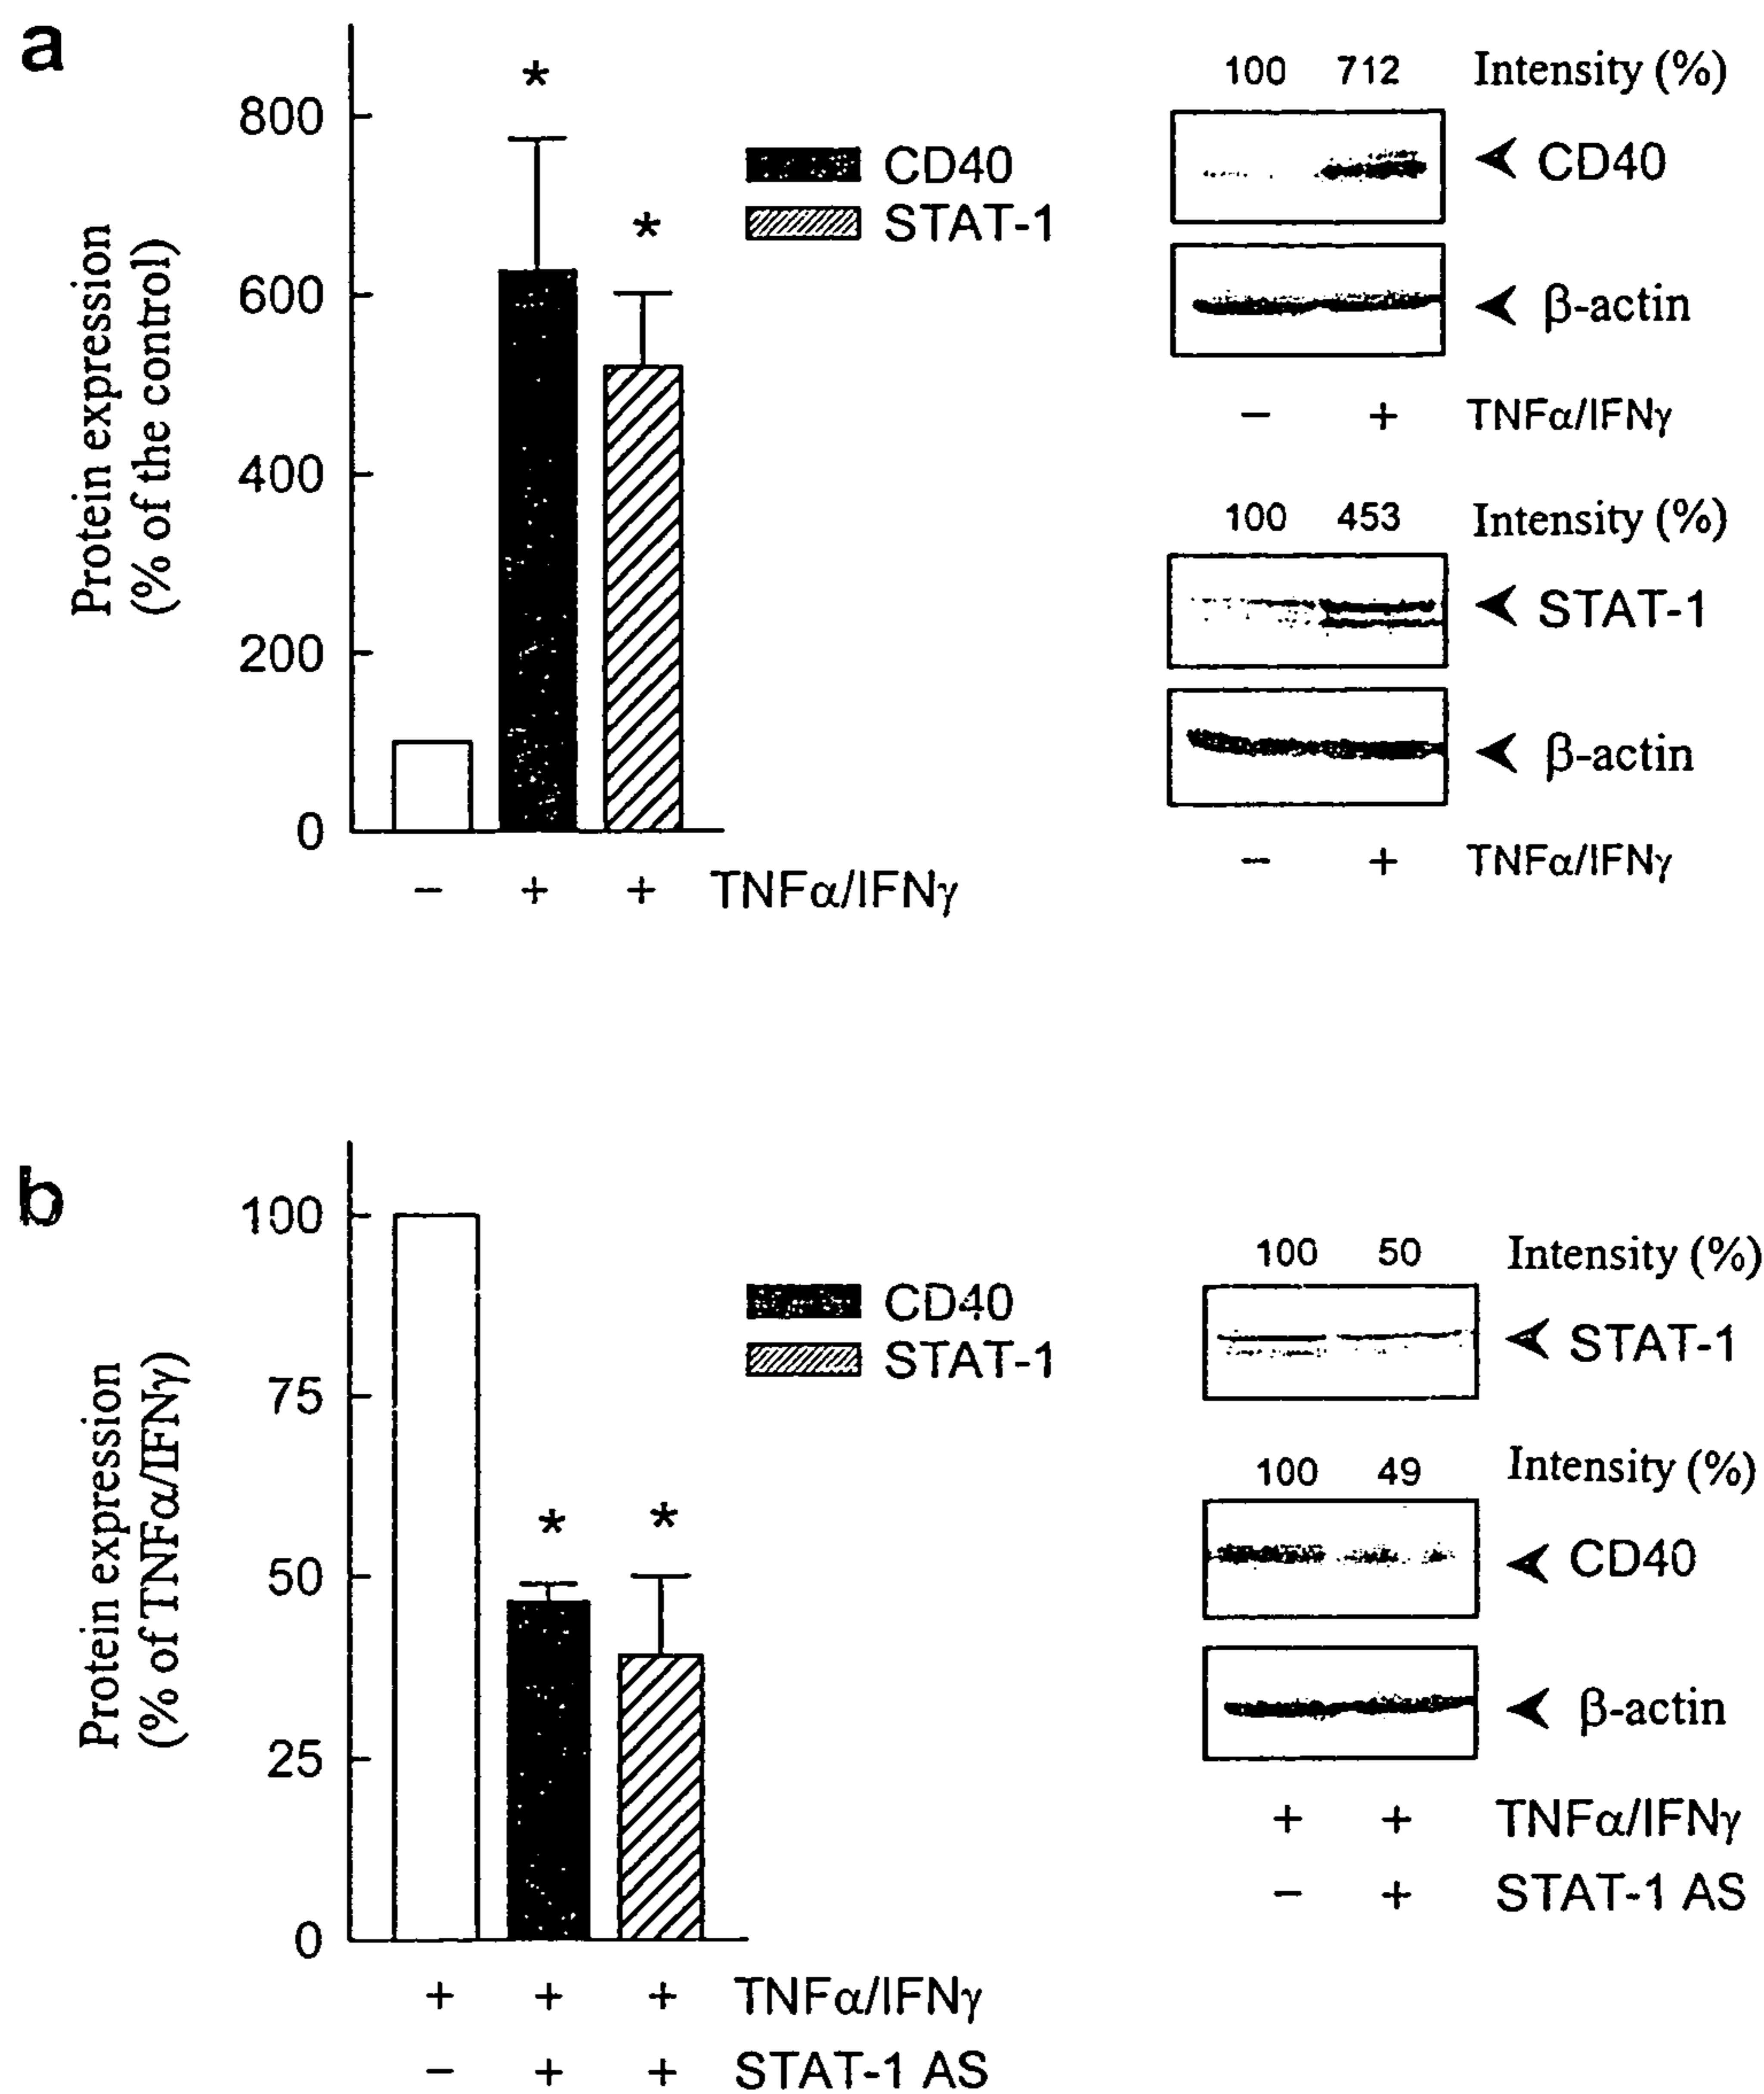 a
Protein expression
(% of the control)
800
600
400
200
0
*
*
CD40
STAT-1
− + + TNFα/IFNγ
100 712 Intensity (%)
CD40
β-actin
− + TNFα/IFNγ
100 453 Intensity (%)
STAT-1
β-actin
− + TNFα/IFNγ
b
Protein expression
(% of TNFα/IFNγ)
100
75
50
25
0
*
*
CD40
STAT-1
+ + + TNFα/IFNγ
− + + STAT-1 AS
100 50 Intensity (%)
STAT-1
100 49 Intensity (%)
CD40
β-actin
+ + TNFα/IFNγ
− + STAT-1 AS